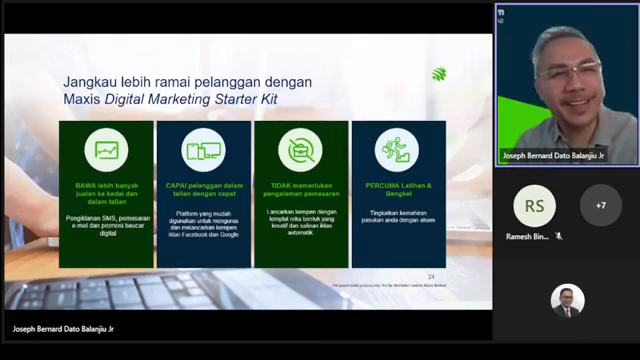 Jangkau lebih ramai pelanggan dengan
Maxis Digital Marketing Starter Kit
BAWA lebih banyak
jualan ke kedai dan
dalam talian
Pengiklanan SMS, pemasaran
e-mel dan promosi baucar
digital
CAPAI pelanggan dalam
talian dengan cepat
Platform yang mudah
digunakan untuk mengurus
dan melancarkan kempen
iklan Facebook dan Google
TIDAK memerlukan
pengalaman pemasaran
Lancarkan kempen dengan
templat reka bentuk yang
kreatif dan salinan iklan
automatik.
PERCUMA Latihan &
Bengkel
Tingkatkan kemahiran
pasukan anda dengan akses
24
Joseph Bernard Dato Balanjiu Jr
Joseph Bernard Dato Balanjiu Jr
RS
Ramesh Bin...
+7